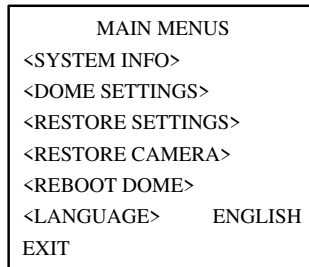 MAIN MENUS
<SYSTEM INFO>
<DOME SETTINGS>
<RESTORE SETTINGS>
<RESTORE CAMERA>
<REBOOT DOME>
<LANGUAGE> ENGLISH
EXIT